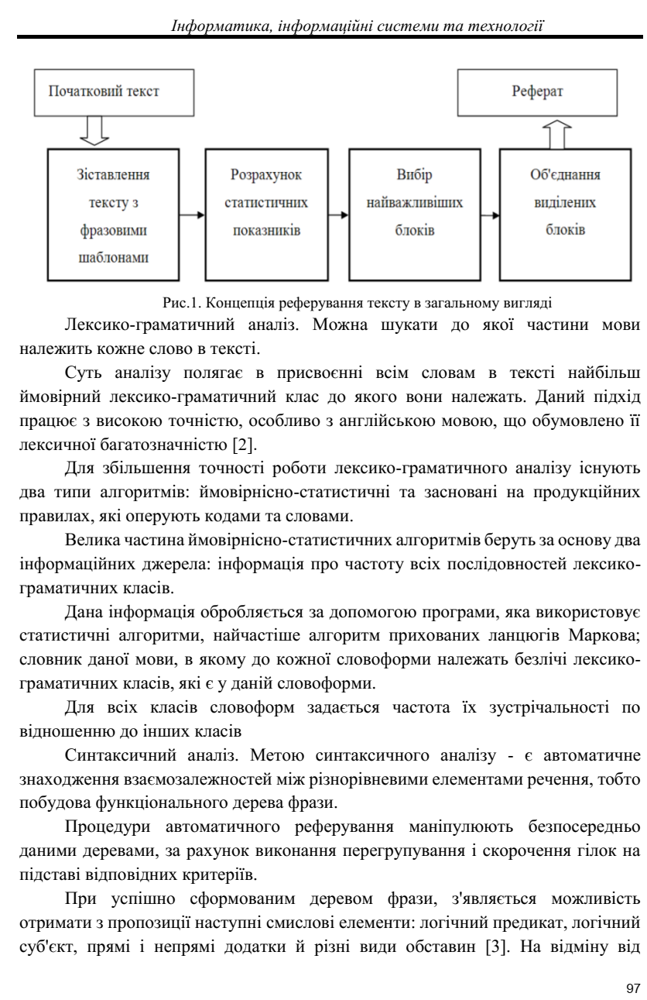 Інформатика, інформаційні системи та технології
Початковий текст
Реферат
Зіставлення
тексту з
фразовими
шаблонами
Розрахунок
статистичних
показників
Вибір
найважливіших
блоків
Об'єднання
виділених
блоків
Рис.1. Концепція реферування тексту в загальному вигляді
Лексико-граматичний аналіз. Можна шукати до якої частини мови
належить кожне слово в тексті.
Суть аналізу полягає в присвоєнні всім словам в тексті найбільш
ймовірний лексико-граматичний клас до якого вони належать. Даний підхід
працює з високою точністю, особливо з англійською мовою, що обумовлено її
лексичної багатозначністю [2].
Для збільшення точності роботи лексико-граматичного аналізу існують
два типи алгоритмів: ймовірнісно-статистичні та засновані на продукційних
правилах, які оперують кодами та словами.
Велика частина ймовірнісно-статистичних алгоритмів беруть за основу два
інформаційних джерела: інформація про частоту всіх послідовностей лексико-
граматичних класів.
Дана інформація обробляється за допомогою програми, яка використовує
статистичні алгоритми, найчастіше алгоритм прихованих ланцюгів Маркова;
словник даної мови, в якому до кожної словоформи належать безлічі лексико-
граматичних класів, які є у даній словоформи.
Для всіх класів словоформ задається частота їх зустрічальності по
відношенню до інших класів
Синтаксичний аналіз. Метою синтаксичного аналізу - є автоматичне
знаходження взаємозалежностей між різнорівневими елементами речення, тобто
побудова функціонального дерева фрази.
Процедури автоматичного реферування маніпулюють безпосередньо
даними деревами, за рахунок виконання перегрупування і скорочення гілок на
підставі відповідних критеріїв.
При успішно сформованим деревом фрази, з'являється можливість
отримати з пропозиції наступні смислові елементи: логічний предикат, логічний
суб'єкт, прямі і непрямі додатки й різні види обставин [3]. На відміну від
97